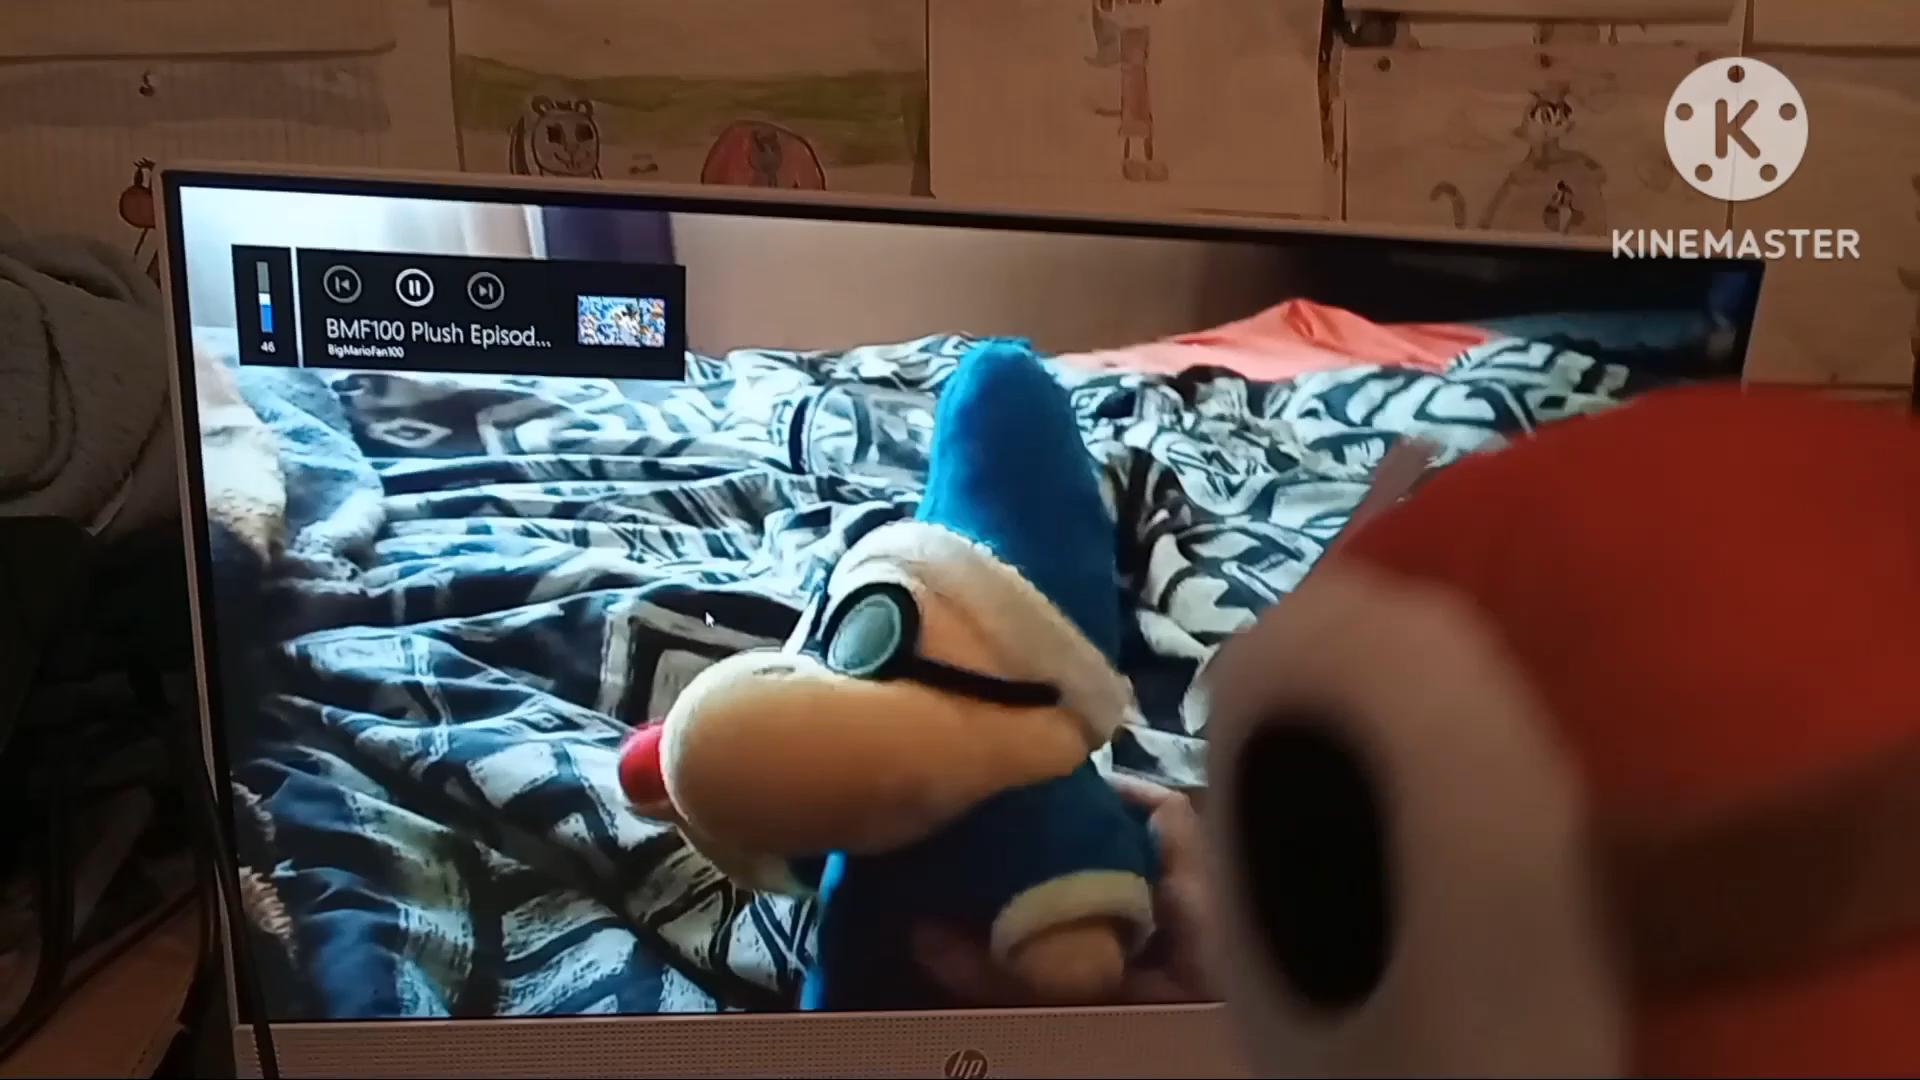 K
KINEMASTER
BMF100 Plush Episod...
BigMarioFan100
46
hp